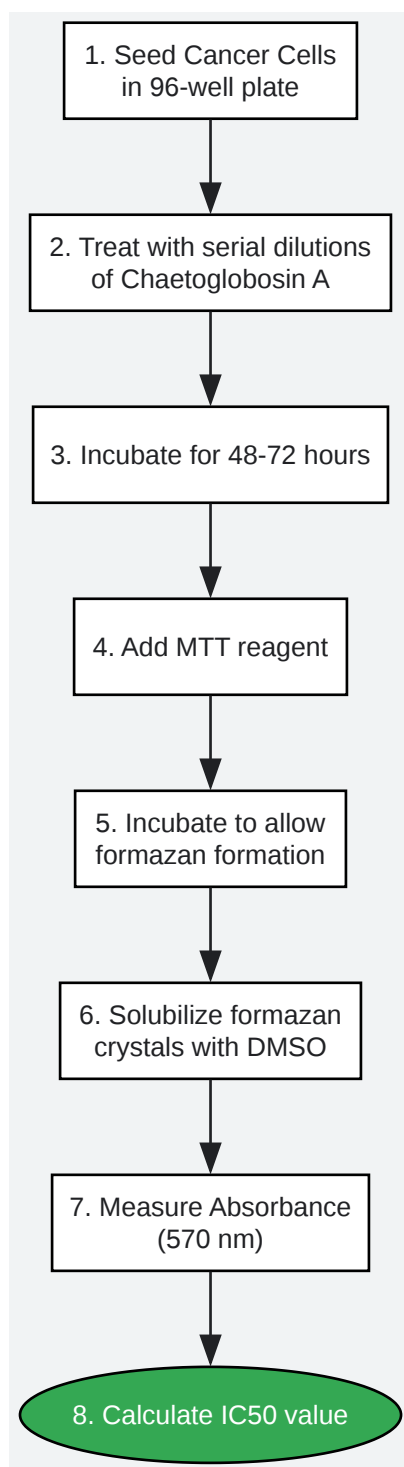 1. Seed Cancer Cells
in 96-well plate
2. Treat with serial dilutions
of Chaetoglobosin A
3. Incubate for 48-72 hours
4. Add MTT reagent
5. Incubate to allow
formazan formation
6. Solubilize formazan
crystals with DMSO
7. Measure Absorbance
(570 nm)
8. Calculate IC50 value